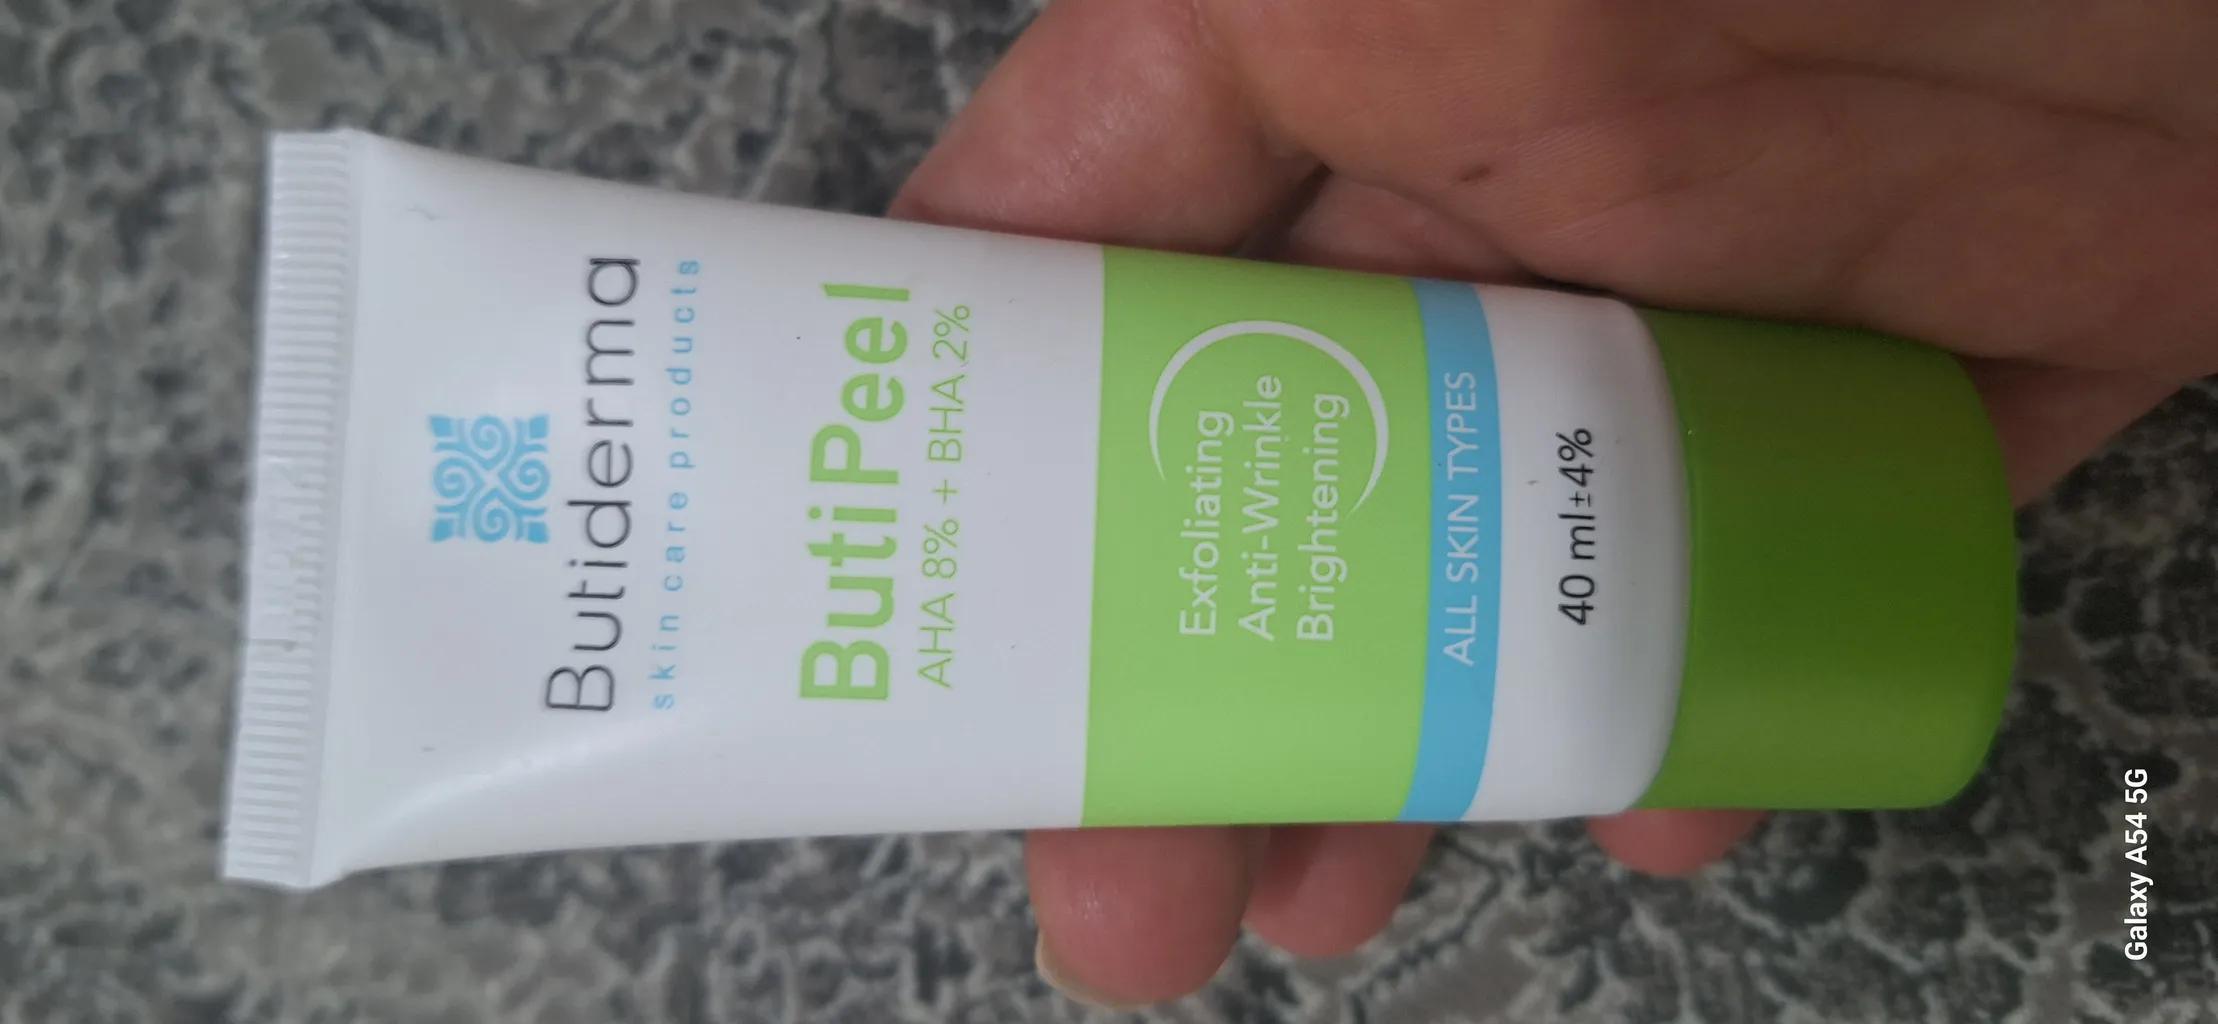 Butiderma
skin care products
ButiPeel
AHA 8% + BHA 2%
Exfoliating
Anti-Wrinkle
Brightening
ALL SKIN TYPES
40 ml±4%
Galaxy A54 5G